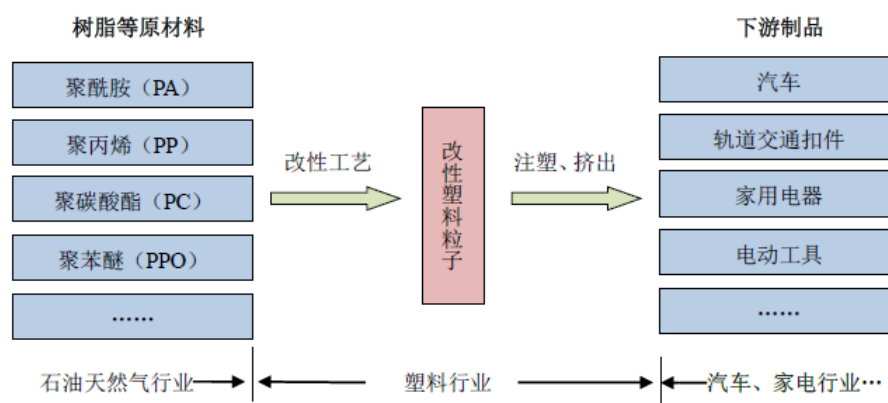 树脂等原材料
聚酰胺（PA）
聚丙烯（PP）
聚碳酸酯（PC）
聚苯醚（PPO）
……
改性工艺
改性塑料粒子
注塑、挤出
下游制品
汽车
轨道交通扣件
家用电器
电动工具
……
石油天然气行业
塑料行业
汽车、家电行业…